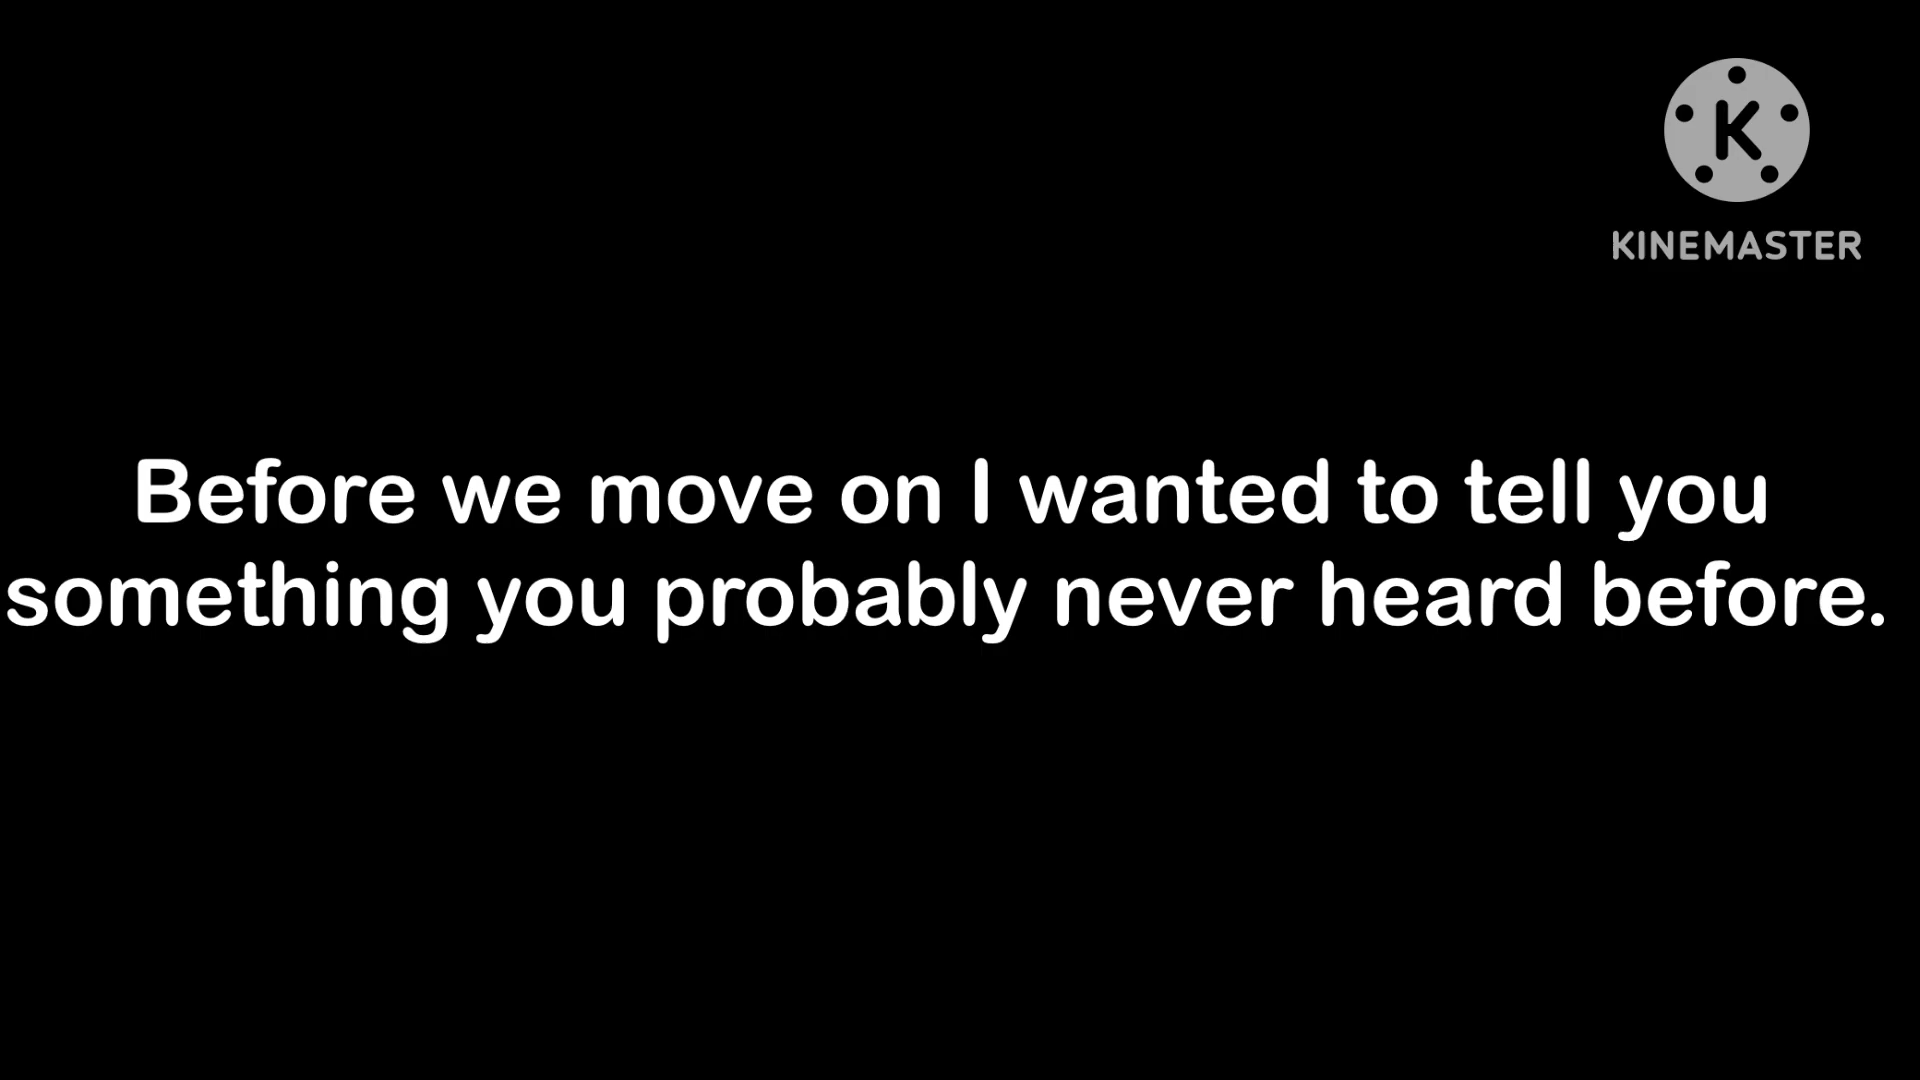 K
KINEMASTER
Before we move on I wanted to tell you
something you probably never heard before.